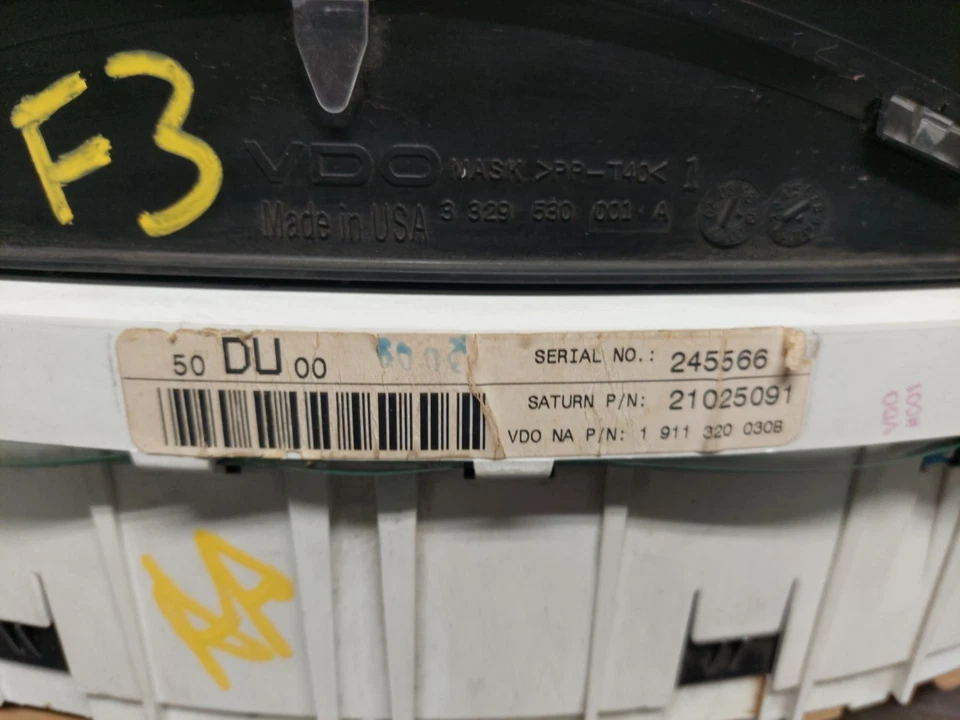 F3
VDO MASK >PP-T40< 1
Made in USA 3 329 530 001 A
50 DU 00
SERIAL NO.: 245566
SATURN P/N: 21025091
VDO NA P/N: 1 911 320 030B
VDO